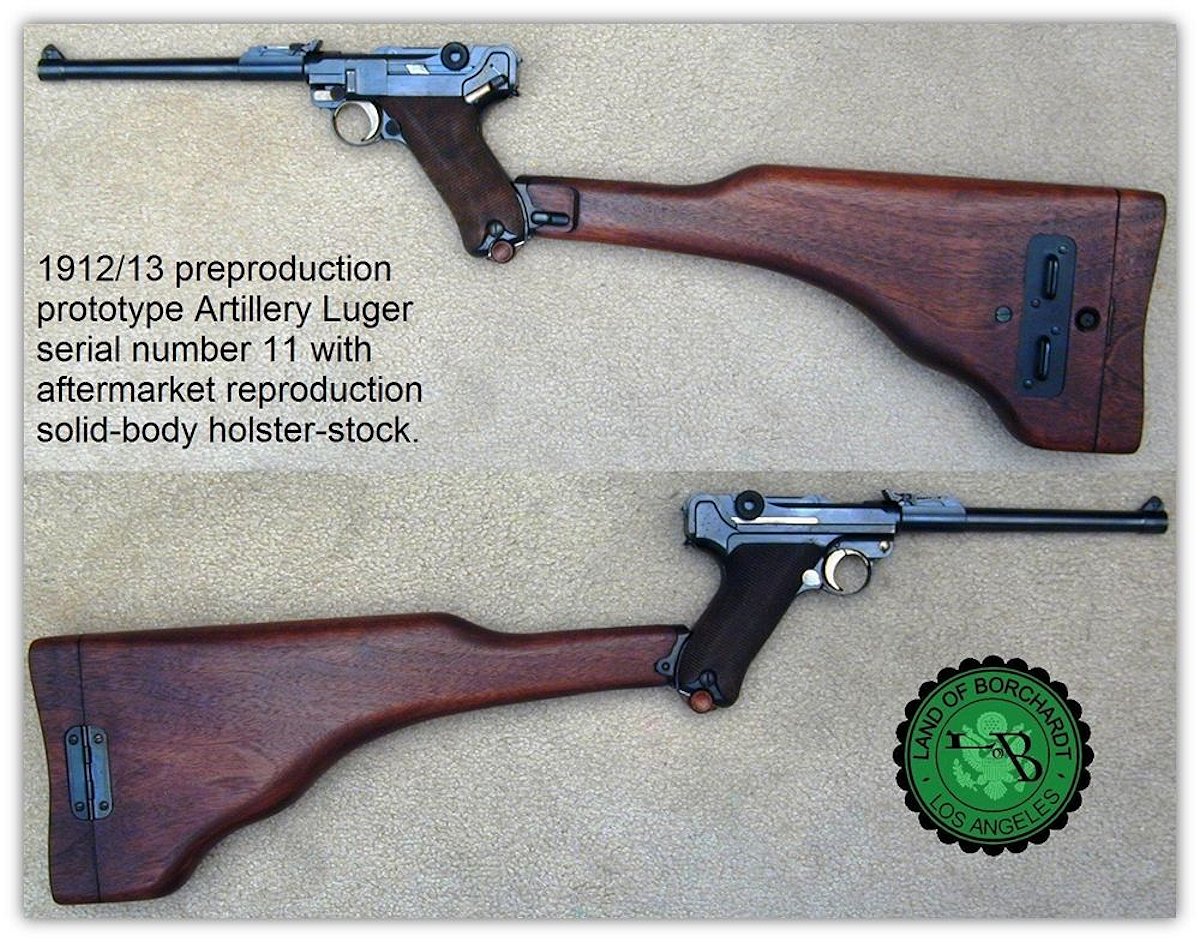 1912/13 preproduction
prototype Artillery Luger
serial number 11 with
aftermarket reproduction
solid-body holster-stock.
LAND OF BORCHARDT
LoB
LOS ANGELES